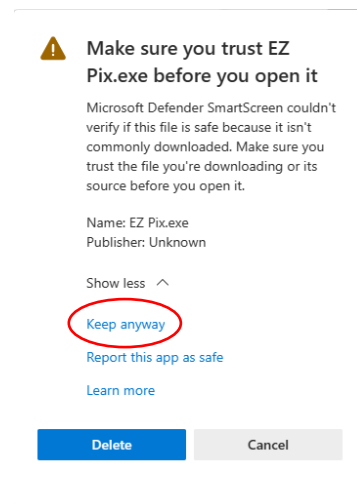 Make sure you trust EZ
Pix.exe before you open it
Microsoft Defender SmartScreen couldn't
verify if this file is safe because it isn't
commonly downloaded. Make sure you
trust the file you're downloading or its
source before you open it.
Name: EZ Pix.exe
Publisher: Unknown
Show less
Keep anyway
Report this app as safe
Learn more
Delete
Cancel